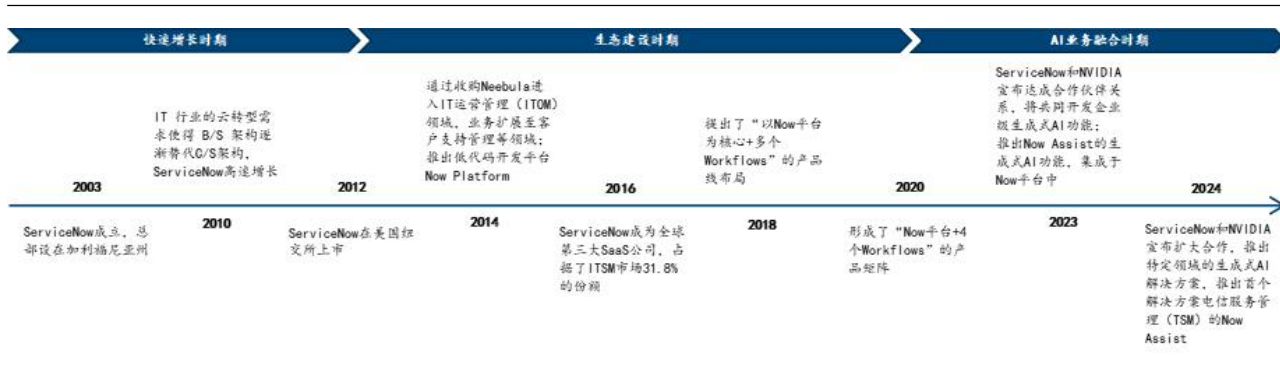 快速增长时期
生态建设时期
AI业务融合时期
IT 行业的云转型需
求使得 B/S 架构逐
渐替代C/S架构，
ServiceNow高速增长
通过收购Neebula进
入IT运营管理（ITOM）
领域，业务扩展至客
户支持管理等领域；
推出低代码开发平台
Now Platform
提出了“以Now平台
为核心+多个
Workflows”的产品
线布局
ServiceNow和NVIDIA
宣布达成合作伙伴关
系，将共同开发企业
级生成式AI功能；
推出Now Assist的生
成式AI功能，集成于
Now平台中
2003
2012
2016
2020
2024
2010
2014
2018
2023
ServiceNow成立，总
部设在加利福尼亚州
ServiceNow在美国纽
交所上市
ServiceNow成为全球
第三大SaaS公司，占
据了ITSM市场31.8%
的份额
形成了“Now平台+4
个Workflows”的产
品矩阵
ServiceNow和NVIDIA
宣布扩大合作，推出
特定领域的生成式AI
解决方案，推出首个
解决方案电信服务管
理（TSM）的Now
Assist